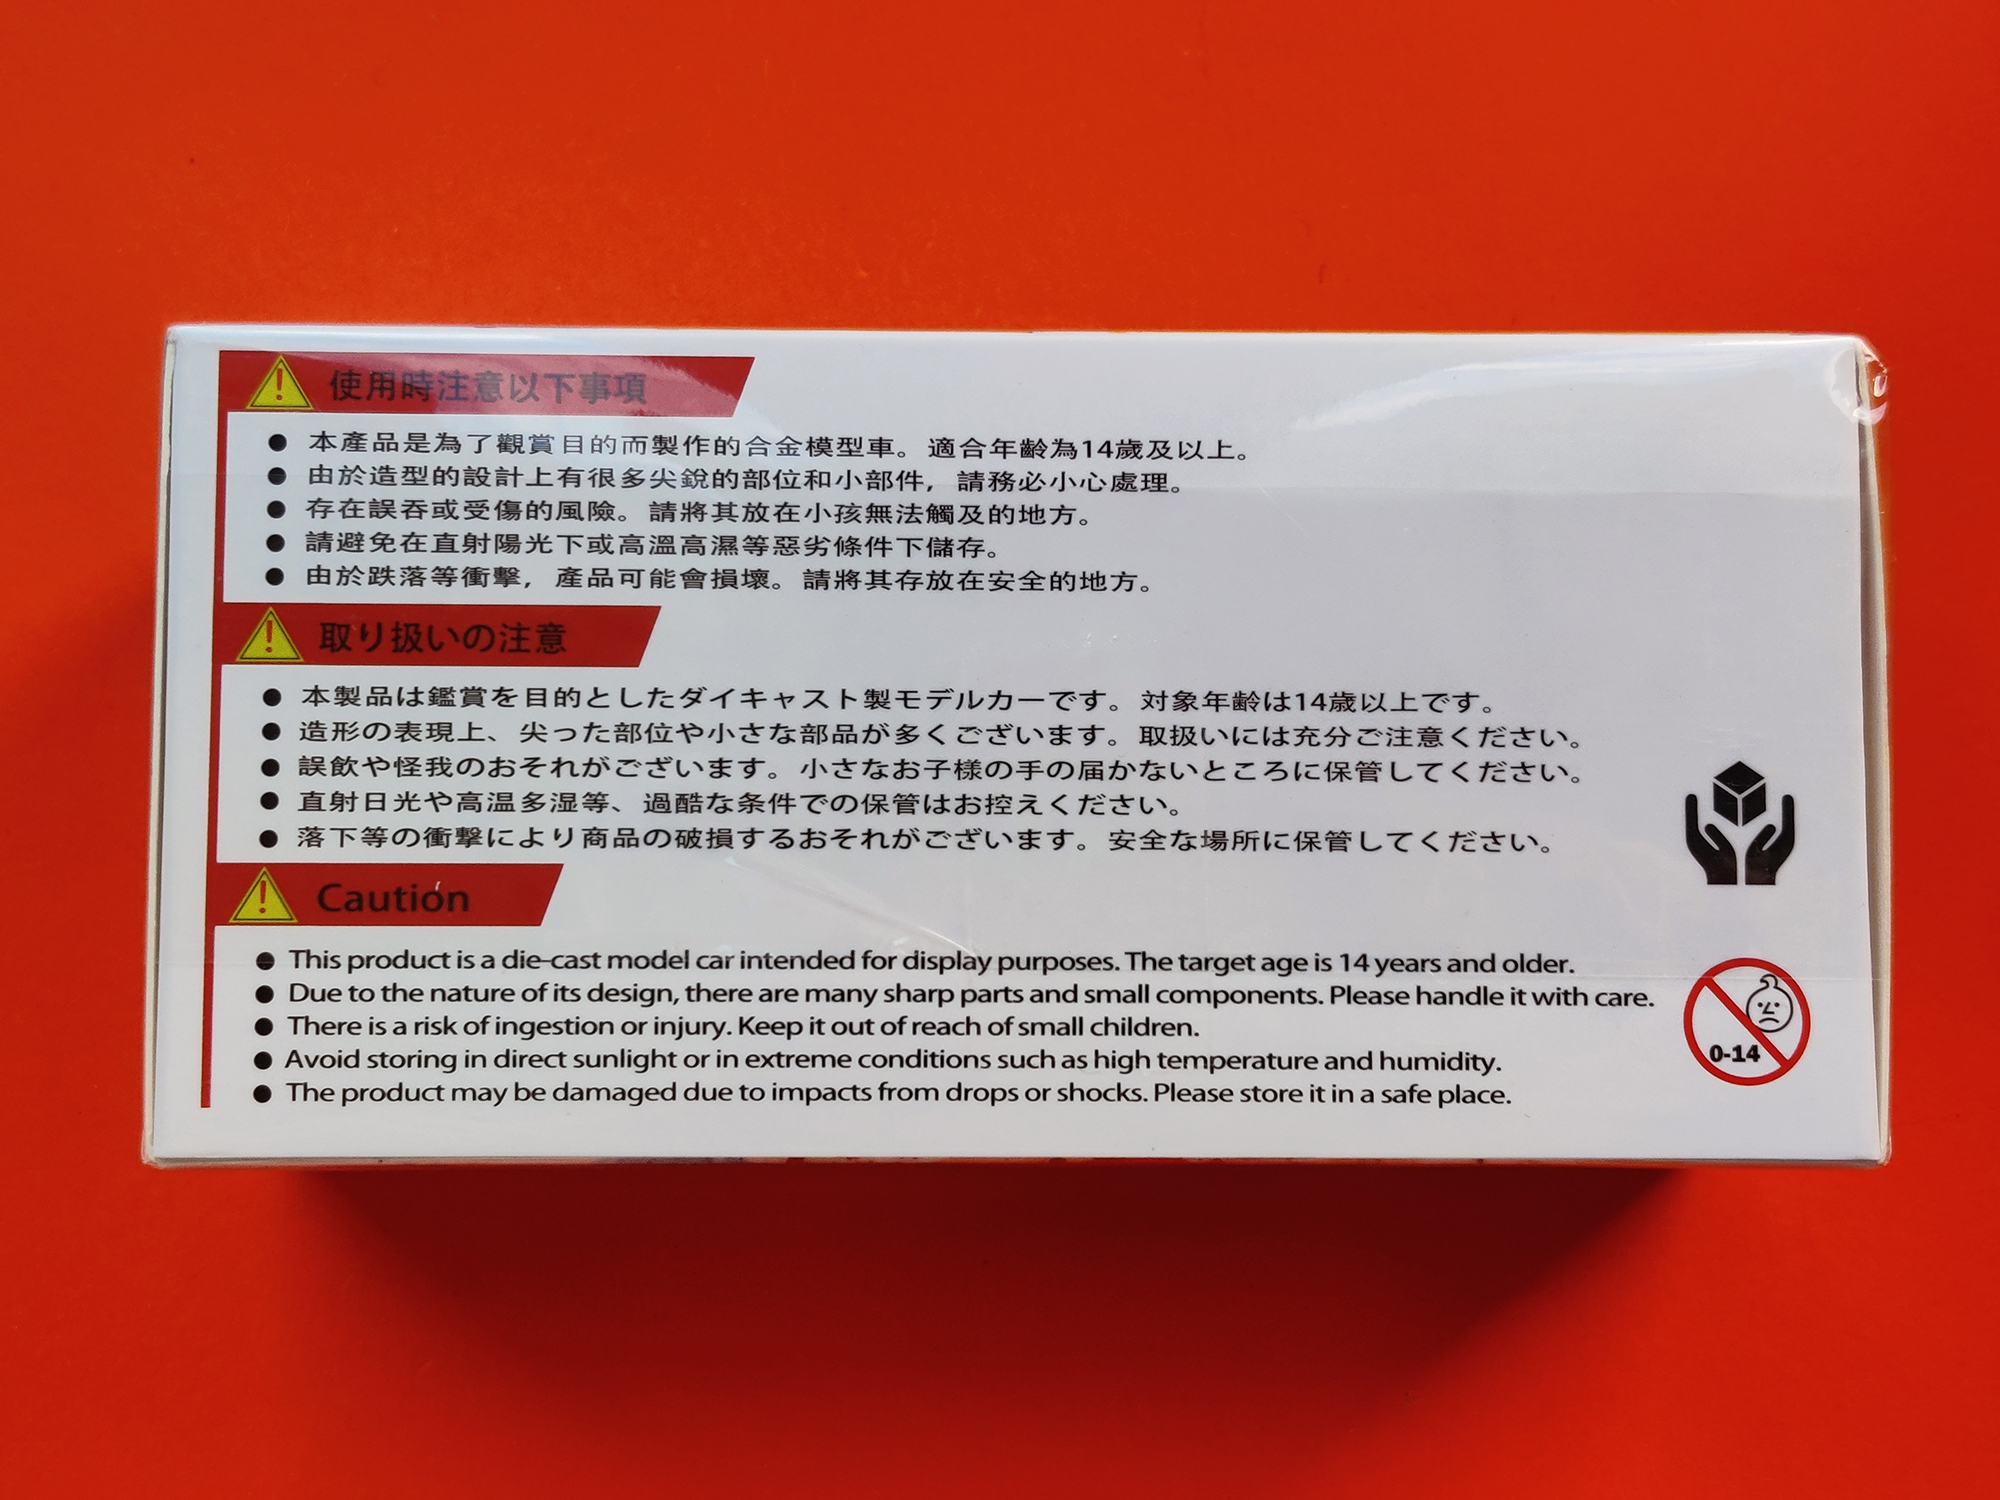 使用時注意以下事項
● 本產品是為了觀賞目的而製作的合金模型車。適合年齡為14歲及以上。
● 由於造型的設計上有很多尖銳的部位和小部件，請務必小心處理。
● 存在誤吞或受傷的風險。請將其放在小孩無法觸及的地方。
● 請避免在直射陽光下或高溫高濕等惡劣條件下儲存。
● 由於跌落等衝擊，產品可能會損壞。請將其存放在安全的地方。
取り扱いの注意
● 本製品は鑑賞を目的としたダイキャスト製モデルカーです。対象年齢は14歳以上です。
● 造形の表現上、尖った部位や小さな部品が多くございます。取扱いには充分ご注意ください。
● 誤飲や怪我のおそれがございます。小さなお子様の手の届かないところに保管してください。
● 直射日光や高温多湿等、過酷な条件での保管はお控えください。
● 落下等の衝撃により商品の破損するおそれがございます。安全な場所に保管してください。
Caution
● This product is a die-cast model car intended for display purposes. The target age is 14 years and older.
● Due to the nature of its design, there are many sharp parts and small components. Please handle it with care.
● There is a risk of ingestion or injury. Keep it out of reach of small children.
● Avoid storing in direct sunlight or in extreme conditions such as high temperature and humidity.
● The product may be damaged due to impacts from drops or shocks. Please store it in a safe place.
0-14